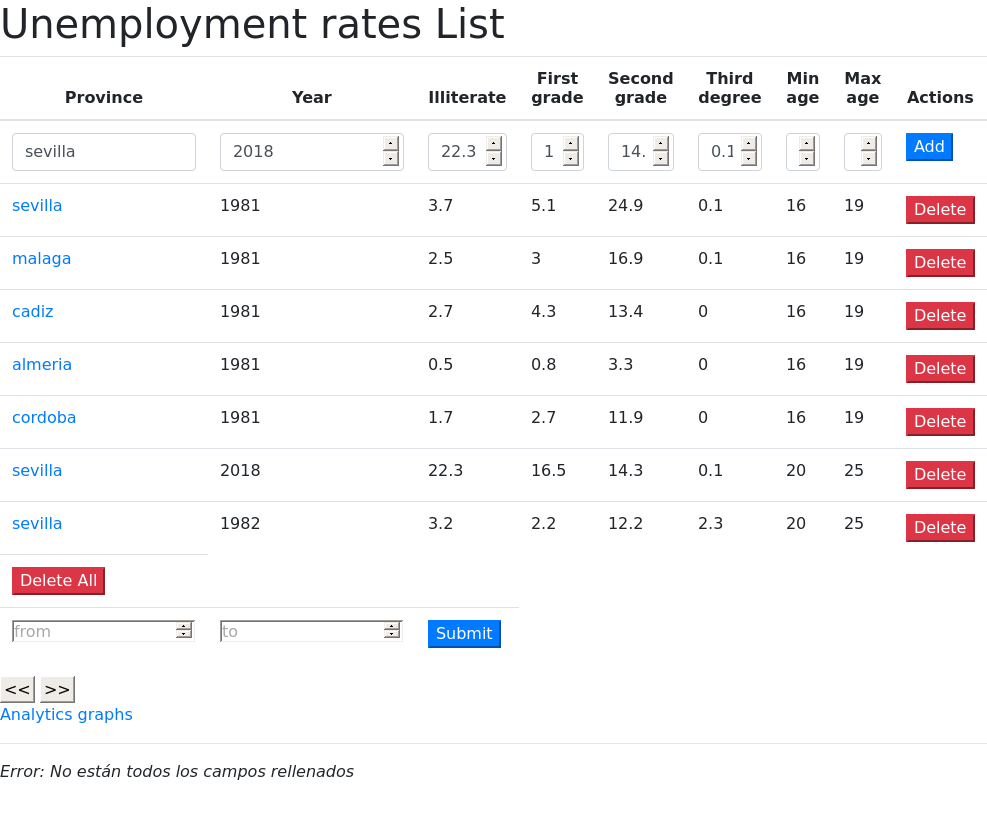 Unemployment rates List
Province Year Illiterate First grade Second grade Third degree Min age Max age Actions
sevilla 2018 22.3 1 14. 0.1 Add
sevilla 1981 3.7 5.1 24.9 0.1 16 19 Delete
malaga 1981 2.5 3 16.9 0.1 16 19 Delete
cadiz 1981 2.7 4.3 13.4 0 16 19 Delete
almeria 1981 0.5 0.8 3.3 0 16 19 Delete
cordoba 1981 1.7 2.7 11.9 0 16 19 Delete
sevilla 2018 22.3 16.5 14.3 0.1 20 25 Delete
sevilla 1982 3.2 2.2 12.2 2.3 20 25 Delete
Delete All
from to Submit
<< >>
Analytics graphs
Error: No están todos los campos rellenados